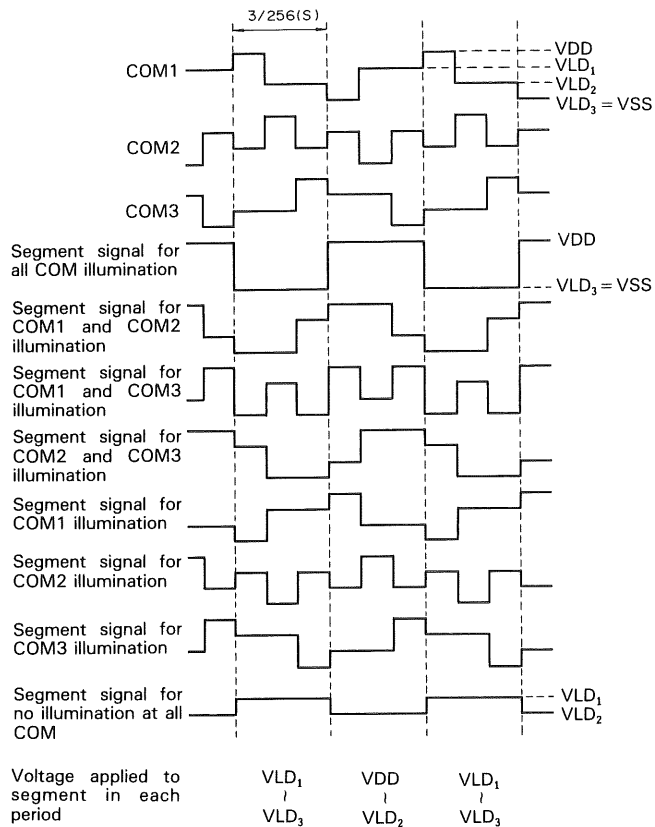 3/256(S)
VDD
VLD₁
COM1
VLD₂
VLD₃ = VSS
COM2
COM3
Segment signal for
all COM illumination
VDD
VLD₃ = VSS
Segment signal for
COM1 and COM2
illumination
Segment signal for
COM1 and COM3
illumination
Segment signal for
COM2 and COM3
illumination
Segment signal for
COM1 illumination
Segment signal for
COM2 illumination
Segment signal for
COM3 illumination
Segment signal for
no illumination at all
COM
VLD₁
VLD₂
Voltage applied to
segment in each
period
VLD₁ ~ VLD₃
VDD ~ VLD₂
VLD₁ ~ VLD₃